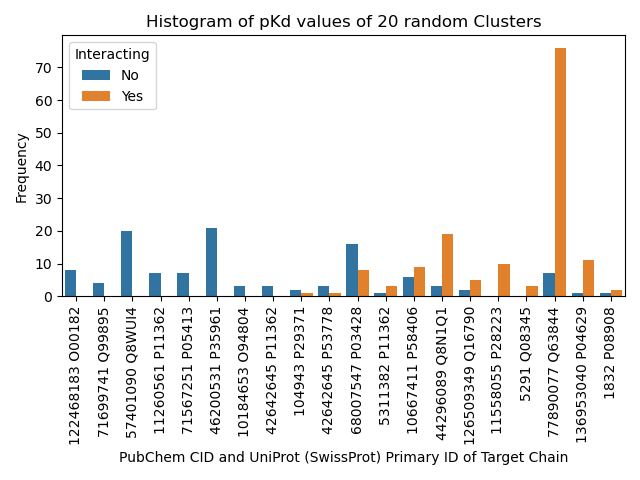 Histogram of pKd values of 20 random Clusters
Interacting
No
Yes
Frequency
70
60
50
40
30
20
10
0
122468183 O00182
71699741 Q99895
57401090 Q8WUI4
11260561 P11362
71567251 P05413
46200531 P35961
10184653 O94804
42642645 P11362
104943 P29371
42642645 P53778
68007547 P03428
5311382 P11362
10667411 P58406
44296089 Q8N1Q1
126509349 Q16790
11558055 P28223
5291 Q08345
77890077 Q63844
136953040 P04629
1832 P08908
PubChem CID and UniProt (SwissProt) Primary ID of Target Chain